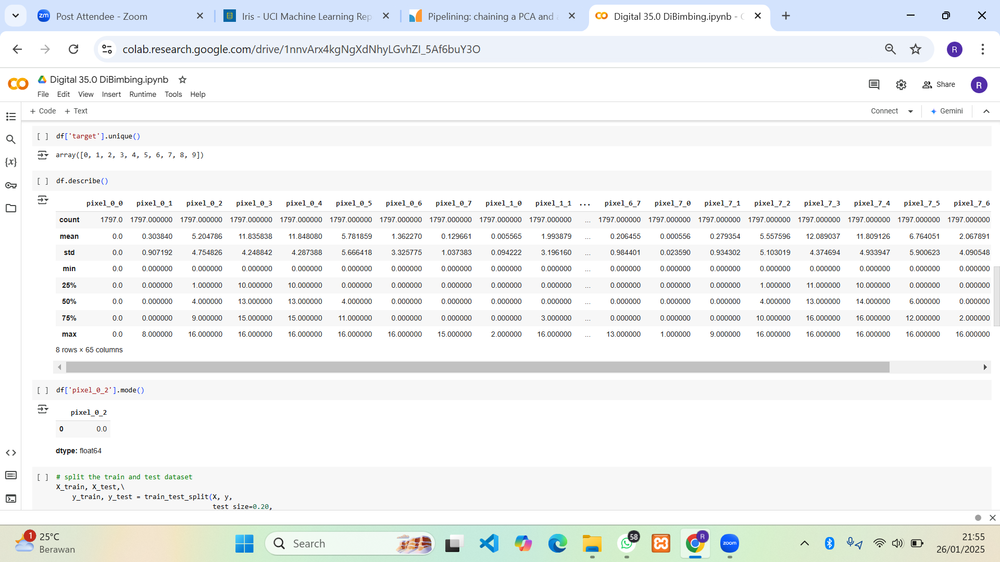 zm Post Attendee - Zoom
Iris - UCI Machine Learning Rep
Pipelining: chaining a PCA and a
Digital 35.0 DiBimbing.ipynb - C
colab.research.google.com/drive/1nnvArx4kgNgXdNhyLGvhZI_5Af6buY3O
R
Digital 35.0 DiBimbing.ipynb
File Edit View Insert Runtime Tools Help
Share
R
+ Code + Text
Connect
Gemini
[ ] df['target'].unique()
array([0, 1, 2, 3, 4, 5, 6, 7, 8, 9])
{x}
[ ] df.describe()
pixel_0_0 pixel_0_1 pixel_0_2 pixel_0_3 pixel_0_4 pixel_0_5 pixel_0_6 pixel_0_7 pixel_1_0 pixel_1_1 ... pixel_6_7 pixel_7_0 pixel_7_1 pixel_7_2 pixel_7_3 pixel_7_4 pixel_7_5 pixel_7_6
count 1797.0 1797.000000 1797.000000 1797.000000 1797.000000 1797.000000 1797.000000 1797.000000 1797.000000 1797.000000 ... 1797.000000 1797.000000 1797.000000 1797.000000 1797.000000 1797.000000 1797.000000 1797.000000
mean 0.0 0.303840 5.204786 11.835838 11.848080 5.781859 1.362270 0.129661 0.005565 1.993879 ... 0.206455 0.000556 0.279354 5.557596 12.089037 11.809126 6.764051 2.067891
std 0.0 0.907192 4.754826 4.248842 4.287388 5.666418 3.325775 1.037383 0.094222 3.196160 ... 0.984401 0.023590 0.934302 5.103019 4.374694 4.933947 5.900623 4.090548
min 0.0 0.000000 0.000000 0.000000 0.000000 0.000000 0.000000 0.000000 0.000000 0.000000 ... 0.000000 0.000000 0.000000 0.000000 0.000000 0.000000 0.000000 0.000000
25% 0.0 0.000000 1.000000 10.000000 10.000000 0.000000 0.000000 0.000000 0.000000 0.000000 ... 0.000000 0.000000 0.000000 1.000000 11.000000 10.000000 0.000000 0.000000
50% 0.0 0.000000 4.000000 13.000000 13.000000 4.000000 0.000000 0.000000 0.000000 0.000000 ... 0.000000 0.000000 0.000000 4.000000 13.000000 14.000000 6.000000 0.000000
75% 0.0 0.000000 9.000000 15.000000 15.000000 11.000000 0.000000 0.000000 0.000000 3.000000 ... 0.000000 0.000000 0.000000 10.000000 16.000000 16.000000 12.000000 2.000000
max 0.0 8.000000 16.000000 16.000000 16.000000 16.000000 16.000000 15.000000 2.000000 16.000000 ... 13.000000 1.000000 9.000000 16.000000 16.000000 16.000000 16.000000 16.000000
8 rows × 65 columns
[ ] df['pixel_0_2'].mode()
pixel_0_2
0 0.0
dtype: float64
[ ] # split the train and test dataset
X_train, X_test,\
y_train, y_test = train_test_split(X, y,
test_size=0.20,
1
25°C
Berawan
Search
58
R
zoom
21:55
26/01/2025